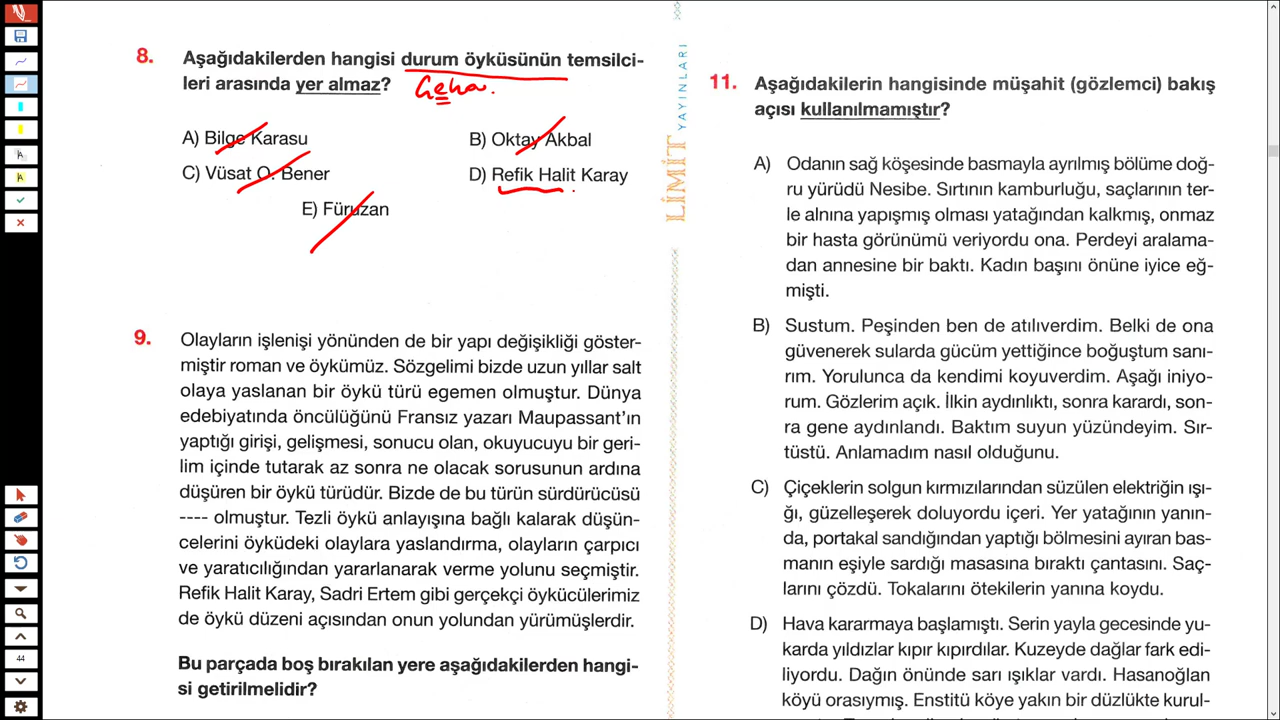 8. Aşağıdakilerden hangisi durum öyküsünün temsilci-
leri arasında yer almaz?
A) Bilge Karasu
B) Oktay Akbal
C) Vüsat O. Bener
D) Refik Halit Karay
E) Füruzan
9. Olayların işlenişi yönünden de bir yapı değişikliği göster-
miştir roman ve öykümüz. Sözgelimi bizde uzun yıllar salt
olaya yaslanan bir öykü türü egemen olmuştur. Dünya
edebiyatında öncülüğünü Fransız yazarı Maupassant'ın
yaptığı girişi, gelişmesi, sonucu olan, okuyucuyu bir geri-
lim içinde tutarak az sonra ne olacak sorusunun ardına
düşüren bir öykü türüdür. Bizde de bu türün sürdürücüsü
---- olmuştur. Tezli öykü anlayışına bağlı kalarak düşün-
celerini öyküdeki olaylara yaslandırma, olayların çarpıcı
ve yaratıcılığından yararlanarak verme yolunu seçmiştir.
Refik Halit Karay, Sadri Ertem gibi gerçekçi öykücülerimiz
de öykü düzeni açısından onun yolundan yürümüşlerdir.
Bu parçada boş bırakılan yere aşağıdakilerden hangi-
si getirilmelidir?
LİMİT YAYINLARI
11. Aşağıdakilerin hangisinde müşahit (gözlemci) bakış
açısı kullanılmamıştır?
A) Odanın sağ köşesinde basmayla ayrılmış bölüme doğ-
ru yürüdü Nesibe. Sırtının kamburluğu, saçlarının ter-
le alnına yapışmış olması yatağından kalkmış, onmaz
bir hasta görünümü veriyordu ona. Perdeyi aralama-
dan annesine bir baktı. Kadın başını önüne iyice eğ-
mişti.
B) Sustum. Peşinden ben de atılıverdim. Belki de ona
güvenerek sularda gücüm yettiğince boğuştum sanı-
rım. Yorulunca da kendimi koyuverdim. Aşağı iniyo-
rum. Gözlerim açık. İlkin aydınlıktı, sonra karardı, son-
ra gene aydınlandı. Baktım suyun yüzündeyim. Sır-
tüstü. Anlamadım nasıl olduğunu.
C) Çiçeklerin solgun kırmızılarından süzülen elektriğin ışı-
ğı, güzelleşerek doluyordu içeri. Yer yatağının yanın-
da, portakal sandığından yaptığı bölmesini ayıran bas-
manın eşiyle sardığı masasına bıraktı çantasını. Saç-
larını çözdü. Tokalarını ötekilerin yanına koydu.
D) Hava kararmaya başlamıştı. Serin yayla gecesinde yu-
karda yıldızlar kıpır kıpırdılar. Kuzeyde dağlar fark edi-
liyordu. Dağın önünde sarı ışıklar vardı. Hasanoğlan
köyü orasıymış. Enstitü köye yakın bir düzlükte kurul-
44